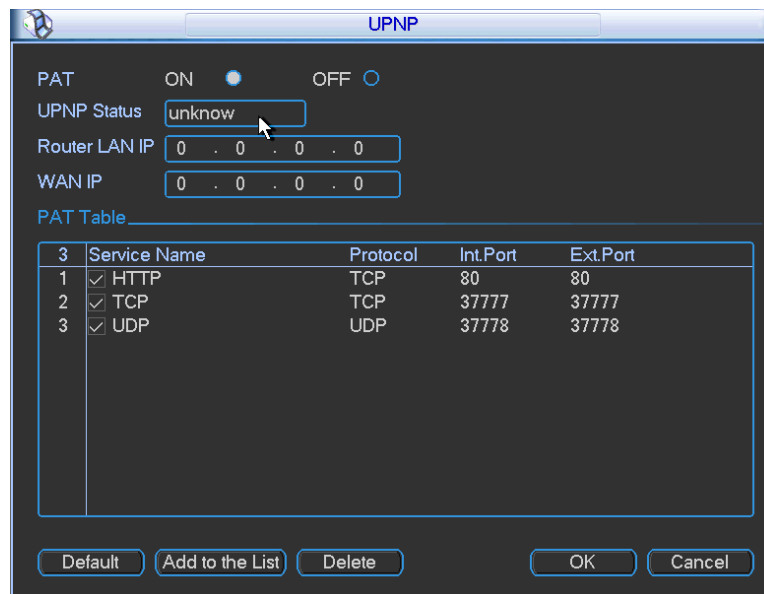 UPNP
PAT ON OFF
UPNP Status unknow
Router LAN IP 0 . 0 . 0 . 0
WAN IP 0 . 0 . 0 . 0
PAT Table
3 Service Name Protocol Int.Port Ext.Port
1 HTTP TCP 80 80
2 TCP TCP 37777 37777
3 UDP UDP 37778 37778
Default Add to the List Delete OK Cancel